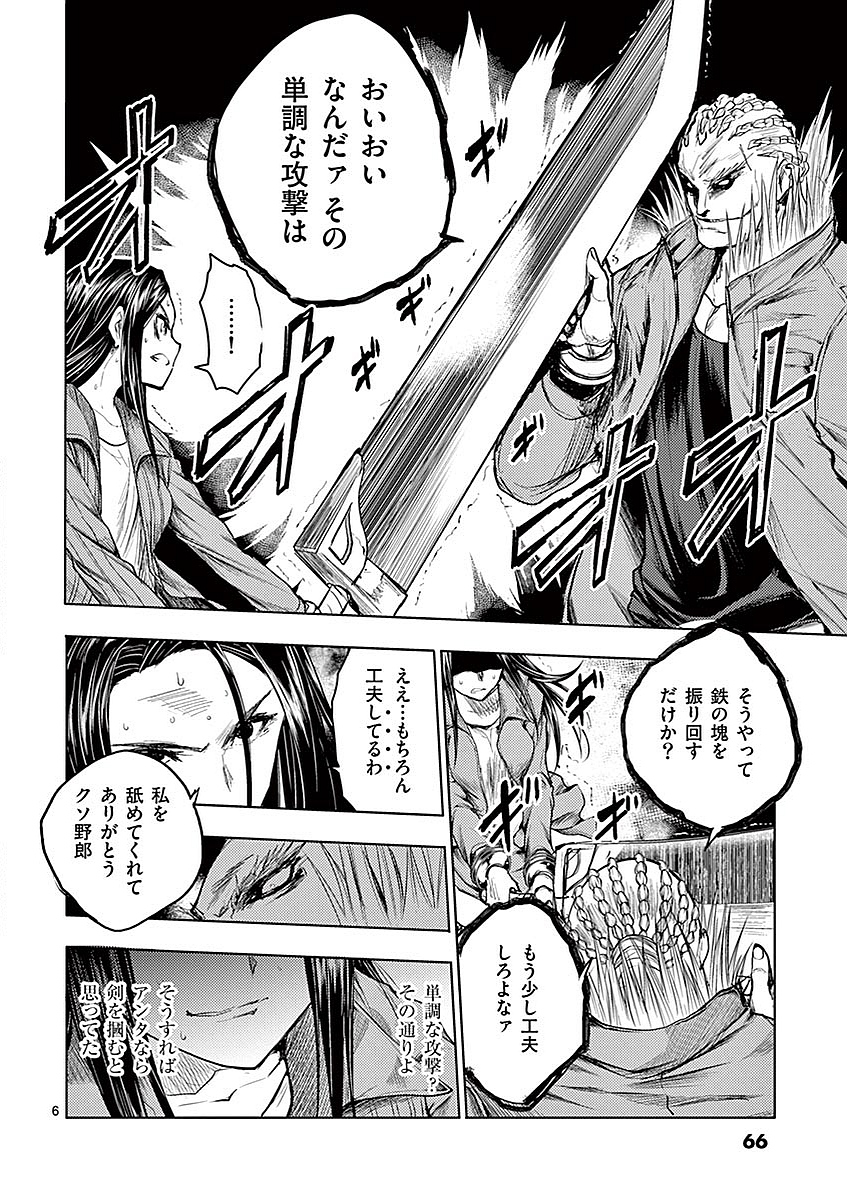 おいおい
なんだァその
単調な攻撃は
ギギ
ギギ
ギギ
……！
そうやって
鉄の塊を
振り回す
だけか？
ギギ
もう少し工夫
しろよなァ
ええ…もちろん
工夫してるわ
私を
舐めてくれて
ありがとう
クソ野郎
単調な攻撃？
その通りよ
そうすれば
アンタなら
剣を掴むと
思ってた
6
66